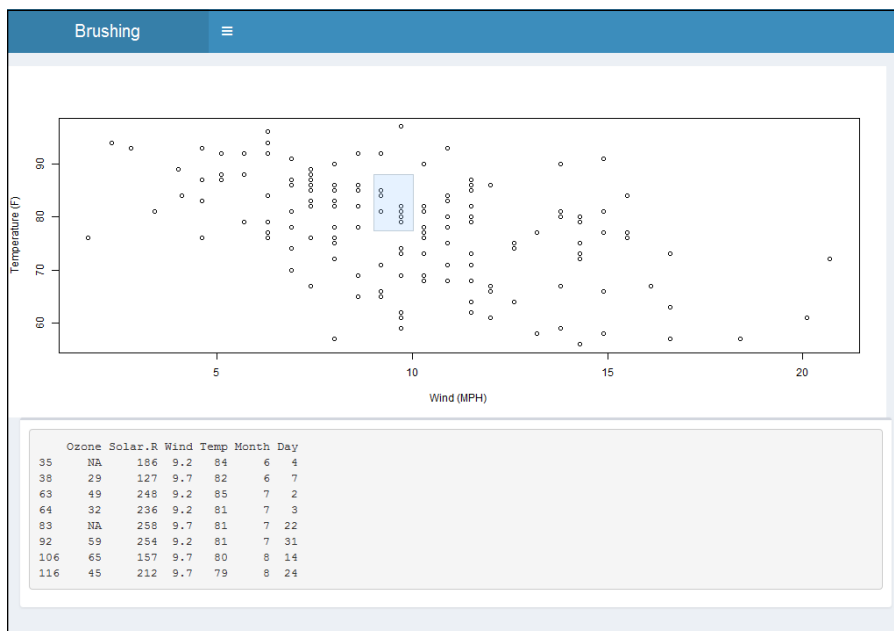 Brushing
Temperature (F)
90
80
70
60
5 10 15 20
Wind (MPH)
Ozone Solar.R Wind Temp Month Day
35 NA 186 9.2 84 6 4
38 29 127 9.7 82 6 7
63 49 248 9.2 85 7 2
64 32 236 9.2 81 7 3
83 NA 258 9.7 81 7 22
92 59 254 9.2 81 7 31
106 65 157 9.7 80 8 14
116 45 212 9.7 79 8 24